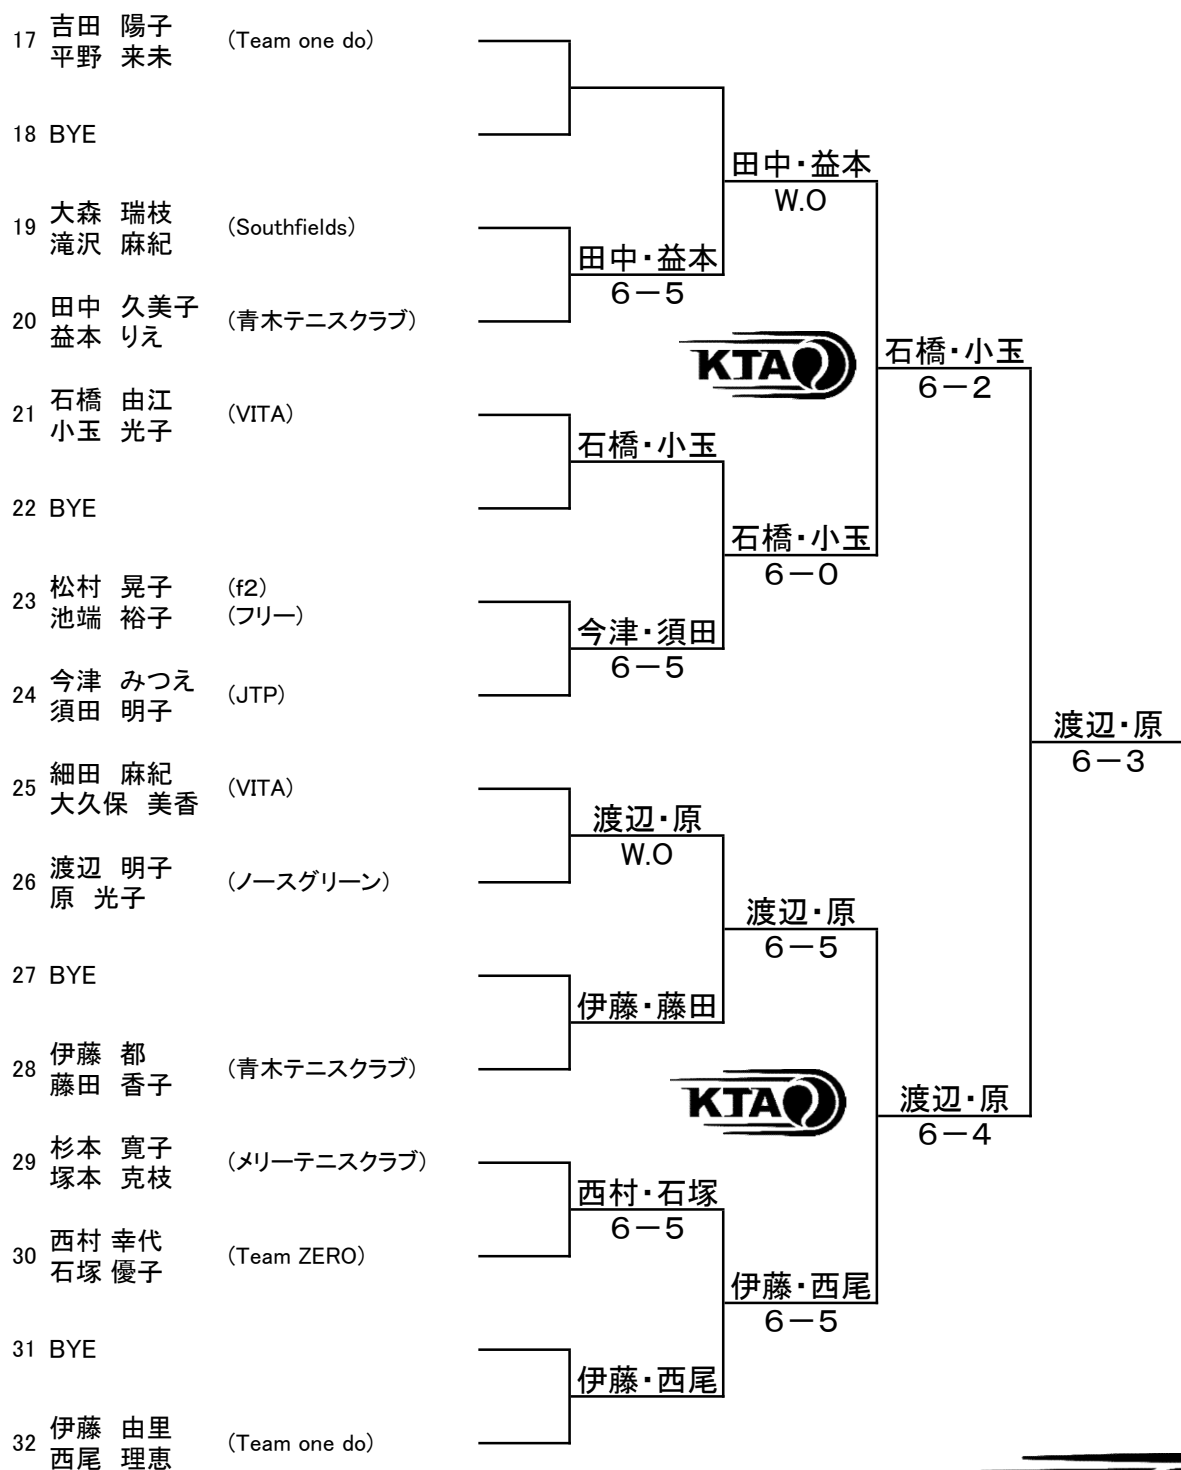 17 吉田　陽子 (Team one do)
平野　来未
18 BYE
田中・益本
W.O
19 大森　瑞枝 (Southfields)
滝沢　麻紀
田中・益本
6－5
20 田中　久美子 (青木テニスクラブ)
益本　りえ
KTA
石橋・小玉
6－2
21 石橋　由江 (VITA)
小玉　光子
石橋・小玉
22 BYE
石橋・小玉
6－0
23 松村　晃子 (f2)
池端　裕子 (フリー)
今津・須田
6－5
24 今津　みつえ (JTP)
須田　明子
渡辺・原
6－3
25 細田　麻紀 (VITA)
大久保　美香
渡辺・原
W.O
26 渡辺　明子 (ノースグリーン)
原　光子
渡辺・原
6－5
27 BYE
伊藤・藤田
28 伊藤　都 (青木テニスクラブ)
藤田　香子
KTA
渡辺・原
6－4
29 杉本　寛子 (メリーテニスクラブ)
塚本　克枝
西村・石塚
6－5
30 西村 幸代 (Team ZERO)
石塚 優子
伊藤・西尾
6－5
31 BYE
伊藤・西尾
32 伊藤　由里 (Team one do)
西尾　理恵